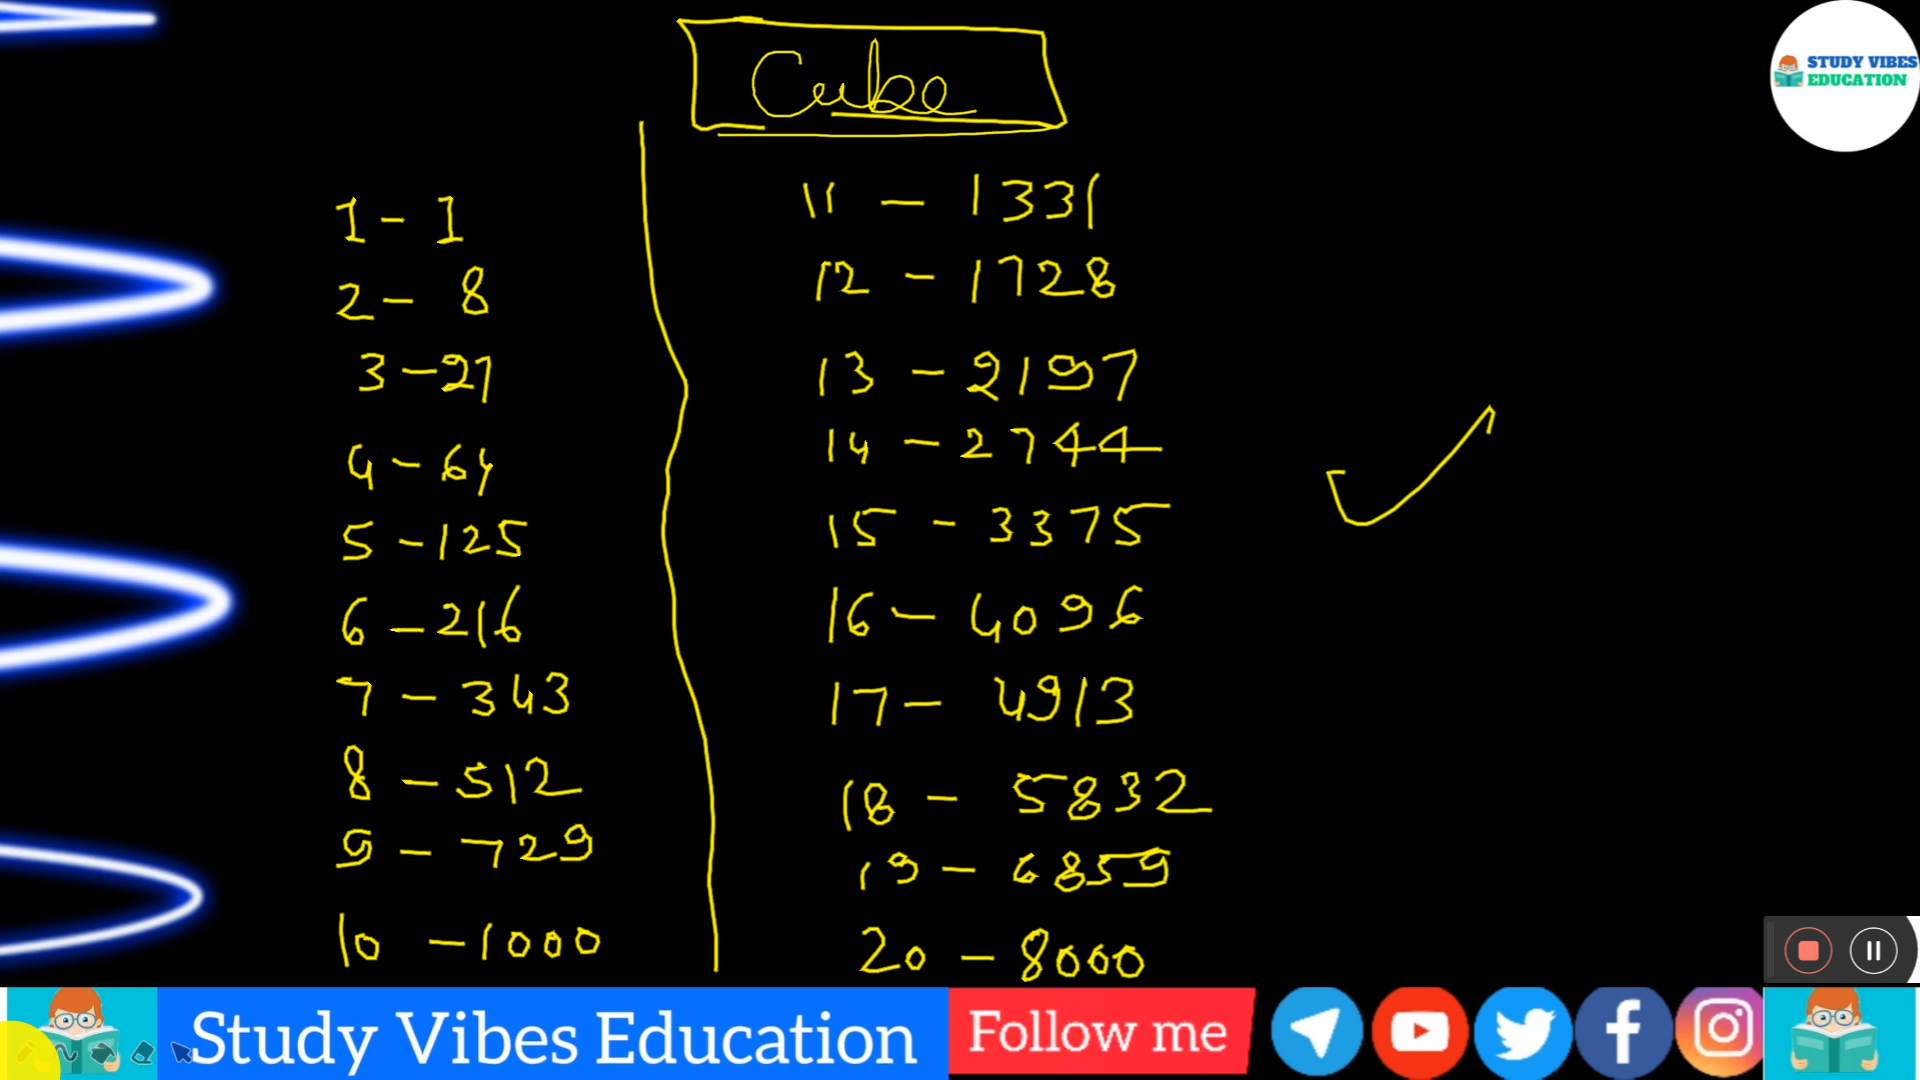 Cube
STUDY VIBES
EDUCATION
1 - 1
2 - 8
3 - 27
4 - 64
5 - 125
6 - 216
7 - 343
8 - 512
9 - 729
10 - 1000
11 - 1331
12 - 1728
13 - 2197
14 - 2744
15 - 3375
16 - 4096
17 - 4913
18 - 5832
19 - 6859
20 - 8000
Study Vibes Education
Follow me